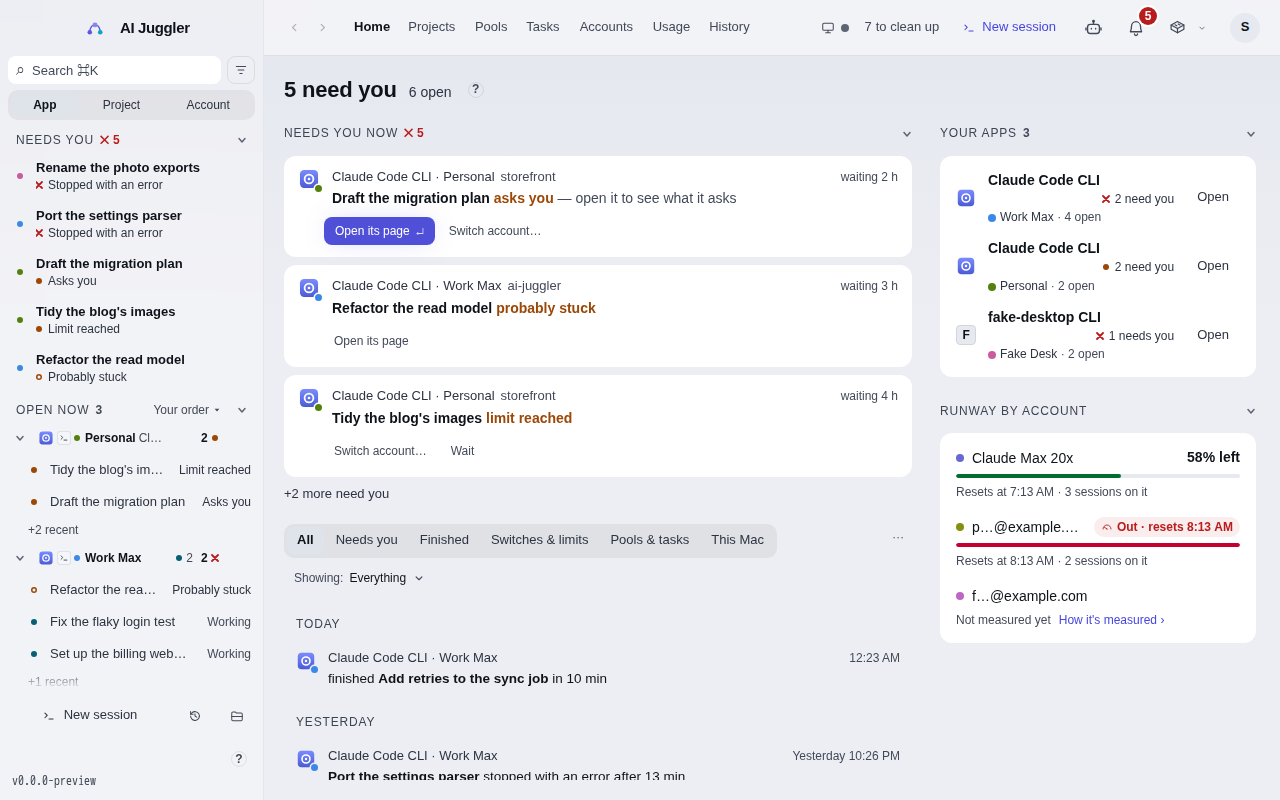 AI Juggler
Search ⌘K
App
Project
Account
NEEDS YOU 5
Rename the photo exports
Stopped with an error
Port the settings parser
Stopped with an error
Draft the migration plan
Asks you
Tidy the blog's images
Limit reached
Refactor the read model
Probably stuck
OPEN NOW 3
Your order
Personal Cl… 2
Tidy the blog's im… Limit reached
Draft the migration plan Asks you
+2 recent
Work Max 2 2
Refactor the rea… Probably stuck
Fix the flaky login test Working
Set up the billing web… Working
+1 recent
New session
?
v0.0.0-preview
Home Projects Pools Tasks Accounts Usage History
7 to clean up
New session
5
S
5 need you 6 open ?
NEEDS YOU NOW 5
Claude Code CLI · Personal storefront waiting 2 h
Draft the migration plan asks you — open it to see what it asks
Open its page Switch account…
Claude Code CLI · Work Max ai-juggler waiting 3 h
Refactor the read model probably stuck
Open its page
Claude Code CLI · Personal storefront waiting 4 h
Tidy the blog's images limit reached
Switch account… Wait
+2 more need you
All Needs you Finished Switches & limits Pools & tasks This Mac ...
Showing: Everything
TODAY
Claude Code CLI · Work Max 12:23 AM
finished Add retries to the sync job in 10 min
YESTERDAY
Claude Code CLI · Work Max Yesterday 10:26 PM
Port the settings parser stopped with an error after 13 min
YOUR APPS 3
Claude Code CLI
2 need you
Open
Work Max · 4 open
Claude Code CLI
2 need you
Open
Personal · 2 open
F
fake-desktop CLI
1 needs you
Open
Fake Desk · 2 open
RUNWAY BY ACCOUNT
Claude Max 20x 58% left
Resets at 7:13 AM · 3 sessions on it
p…@example.… Out · resets 8:13 AM
Resets at 8:13 AM · 2 sessions on it
f…@example.com
Not measured yet How it's measured ›